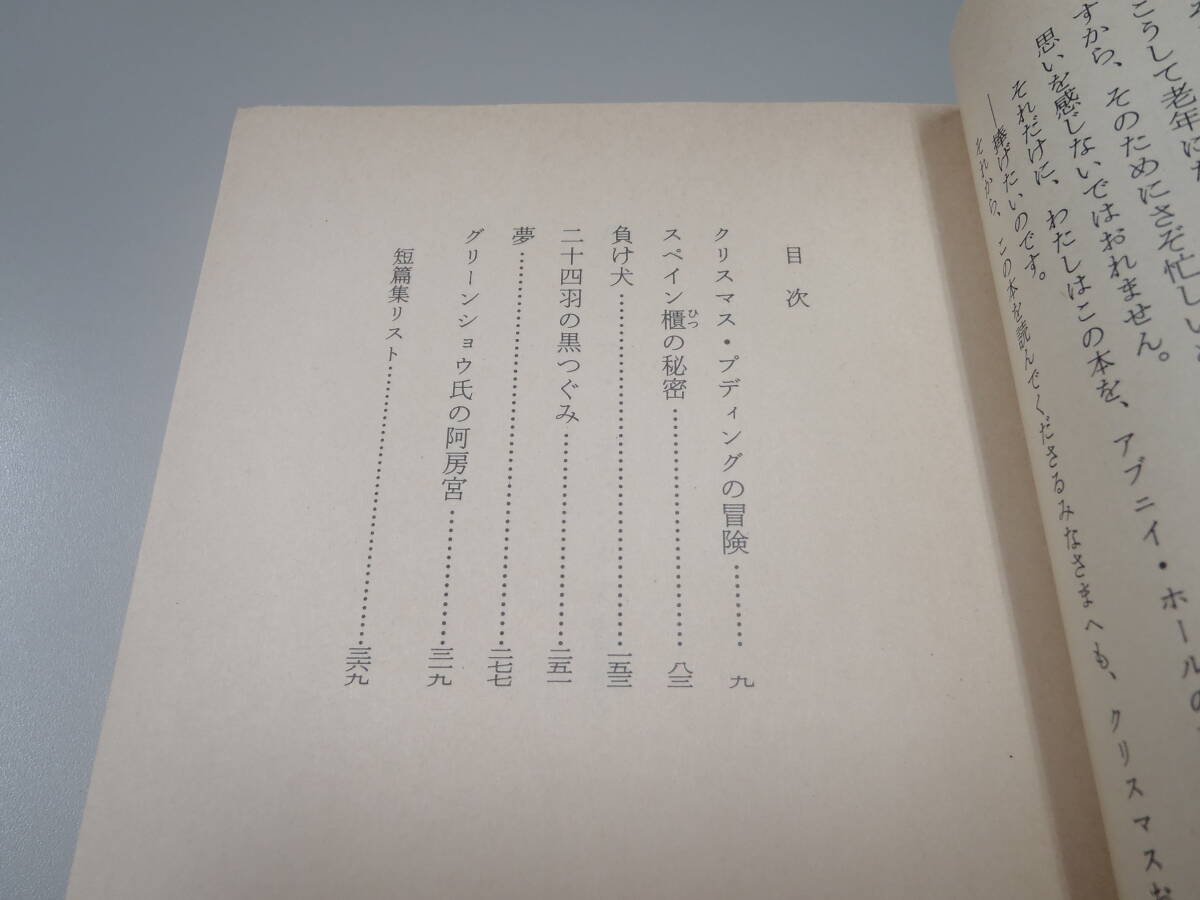 こうして老年にな
すから、そのためにさぞ忙しい
思いを感じないではおれません。
それだけに、わたしはこの本を、アブニイ・ホールの
――捧げたいのです。
それから、この本を読んでくださるみなさまへも、クリスマスお
目次
クリスマス・プディングの冒険………九
スペイン櫃の秘密………八三
ひつ
負け犬………一五三
二十四羽の黒つぐみ………二五一
夢………二七七
グリーンショウ氏の阿房宮………三一九
短篇集リスト………三六九